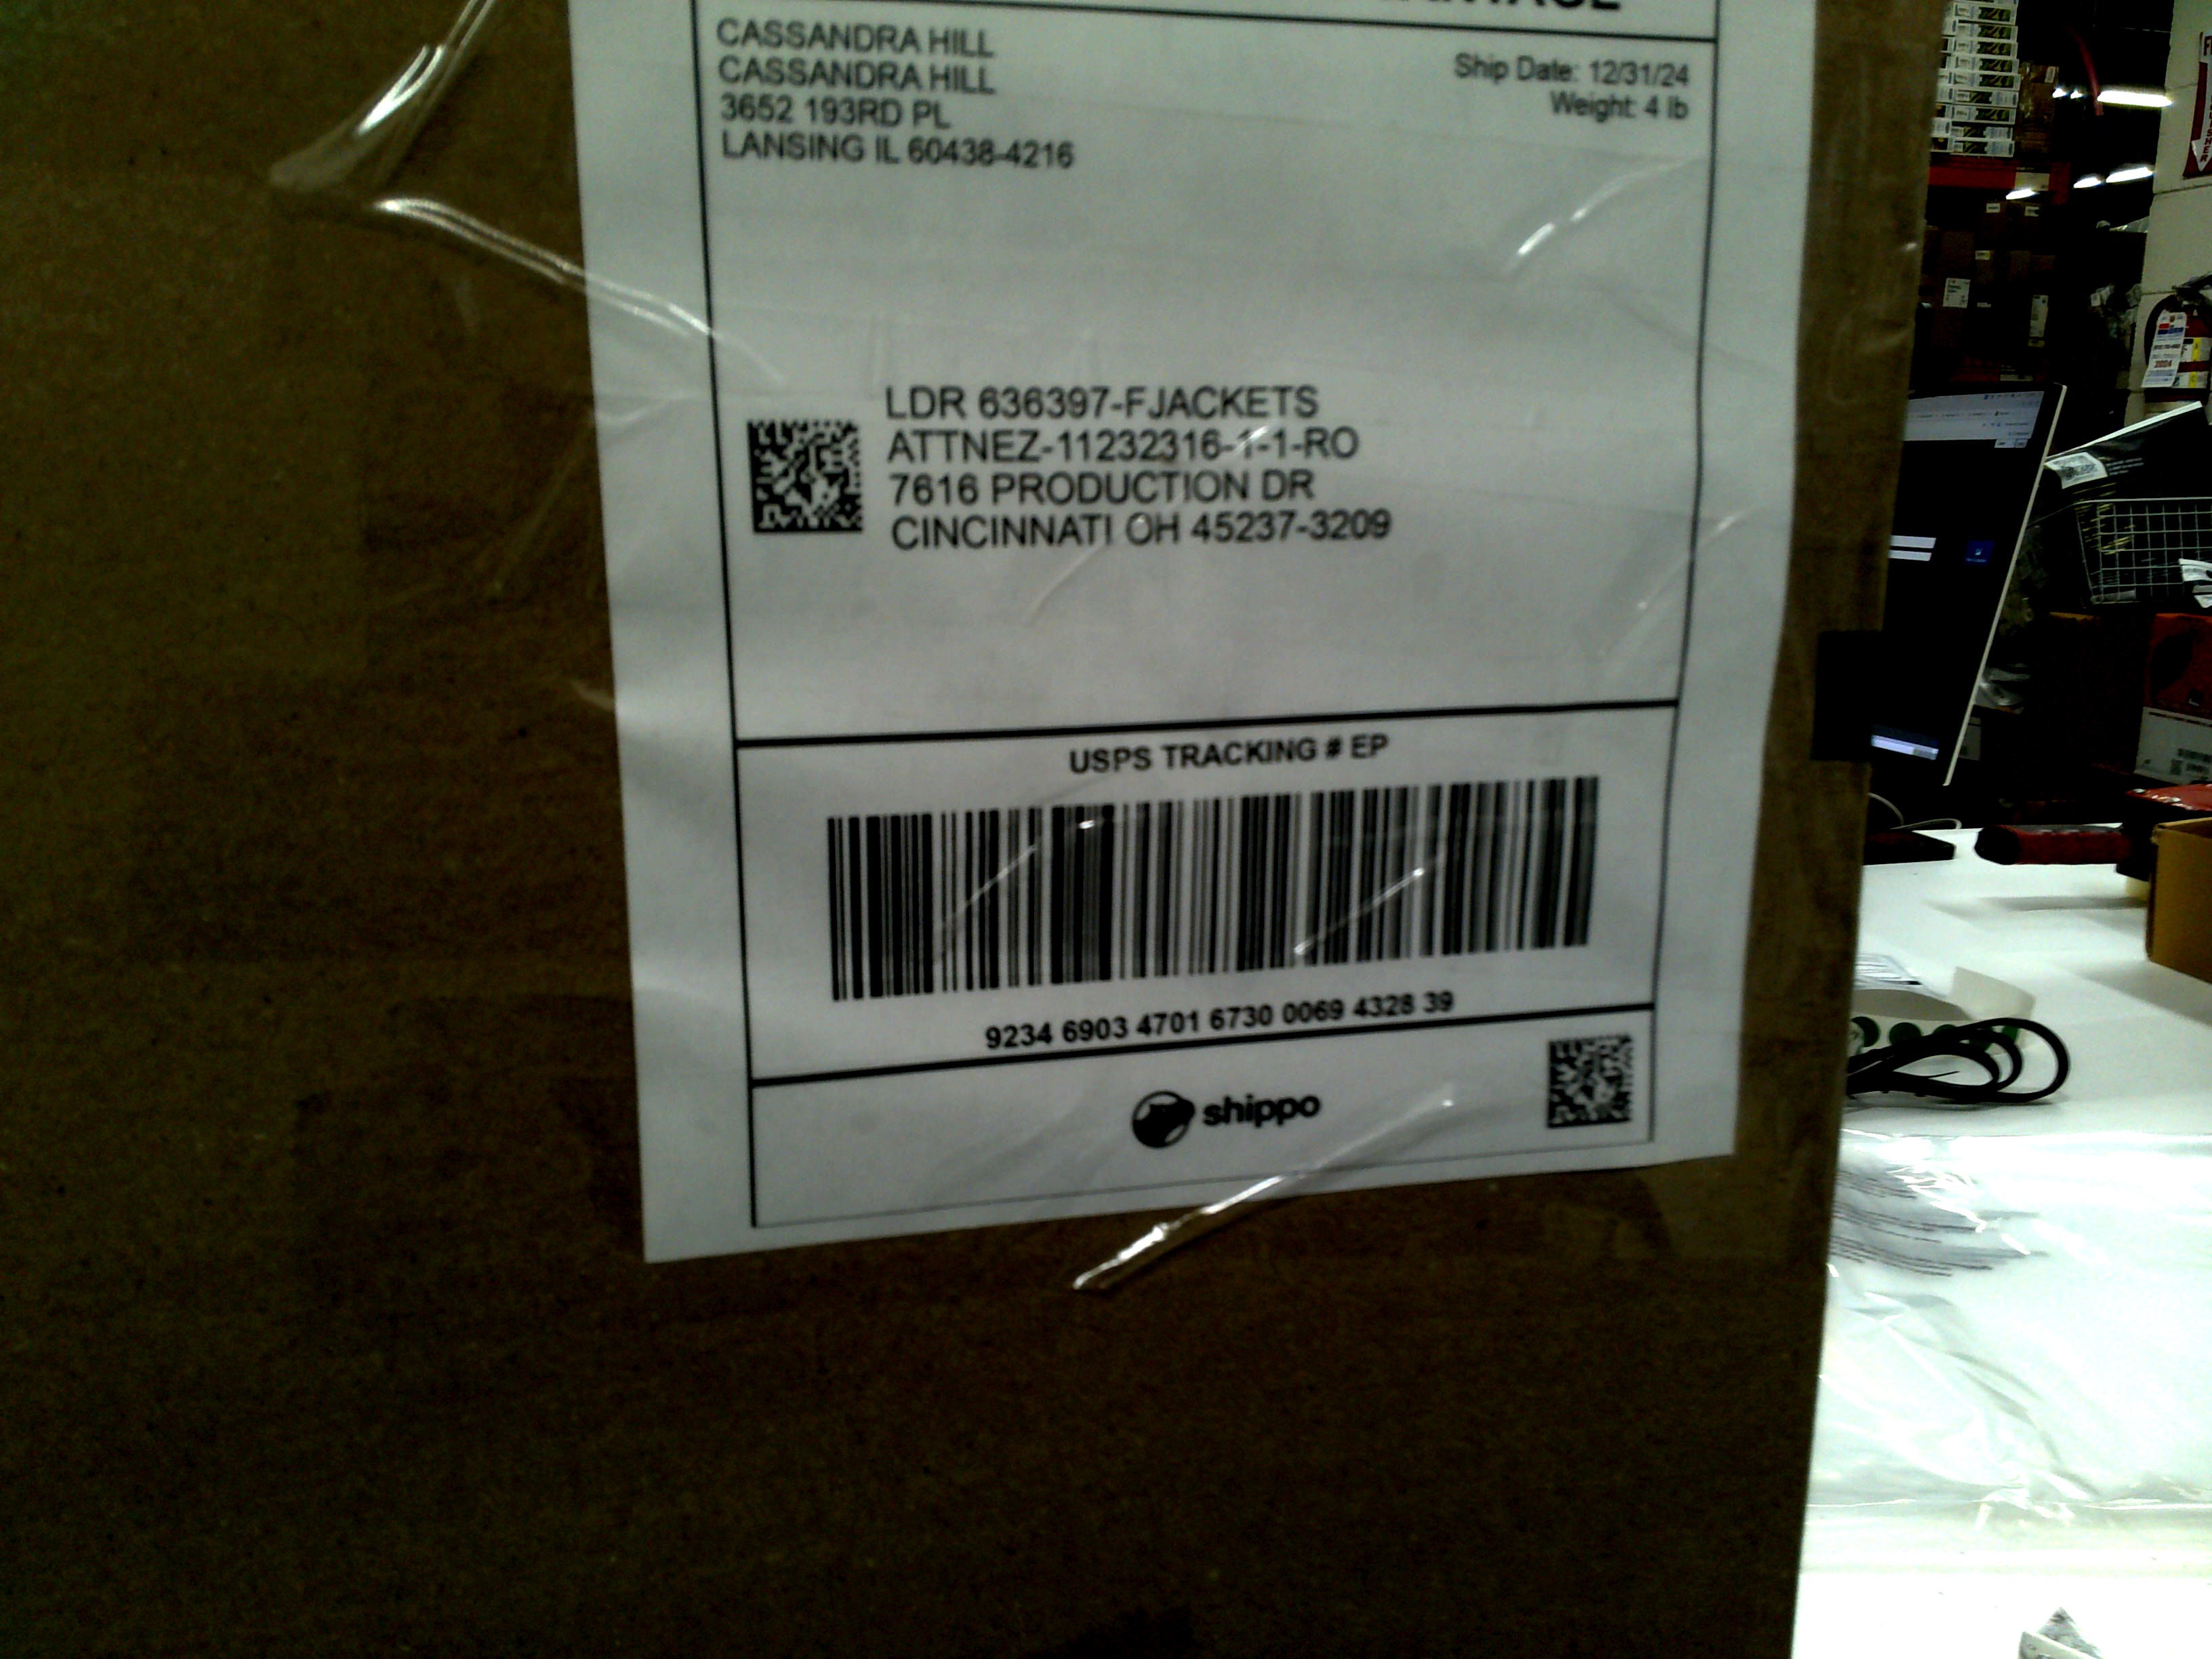 CASSANDRA HILL
CASSANDRA HILL
3652 193RD PL
LANSING IL 60438-4216
Ship Date: 12/31/24
Weight: 4 lb
LDR 636397-FJACKETS
ATTNEZ-11232316-1-1-RO
7616 PRODUCTION DR
CINCINNATI OH 45237-3209
USPS TRACKING # EP
9234 6903 4701 6730 0069 4328 39
shippo